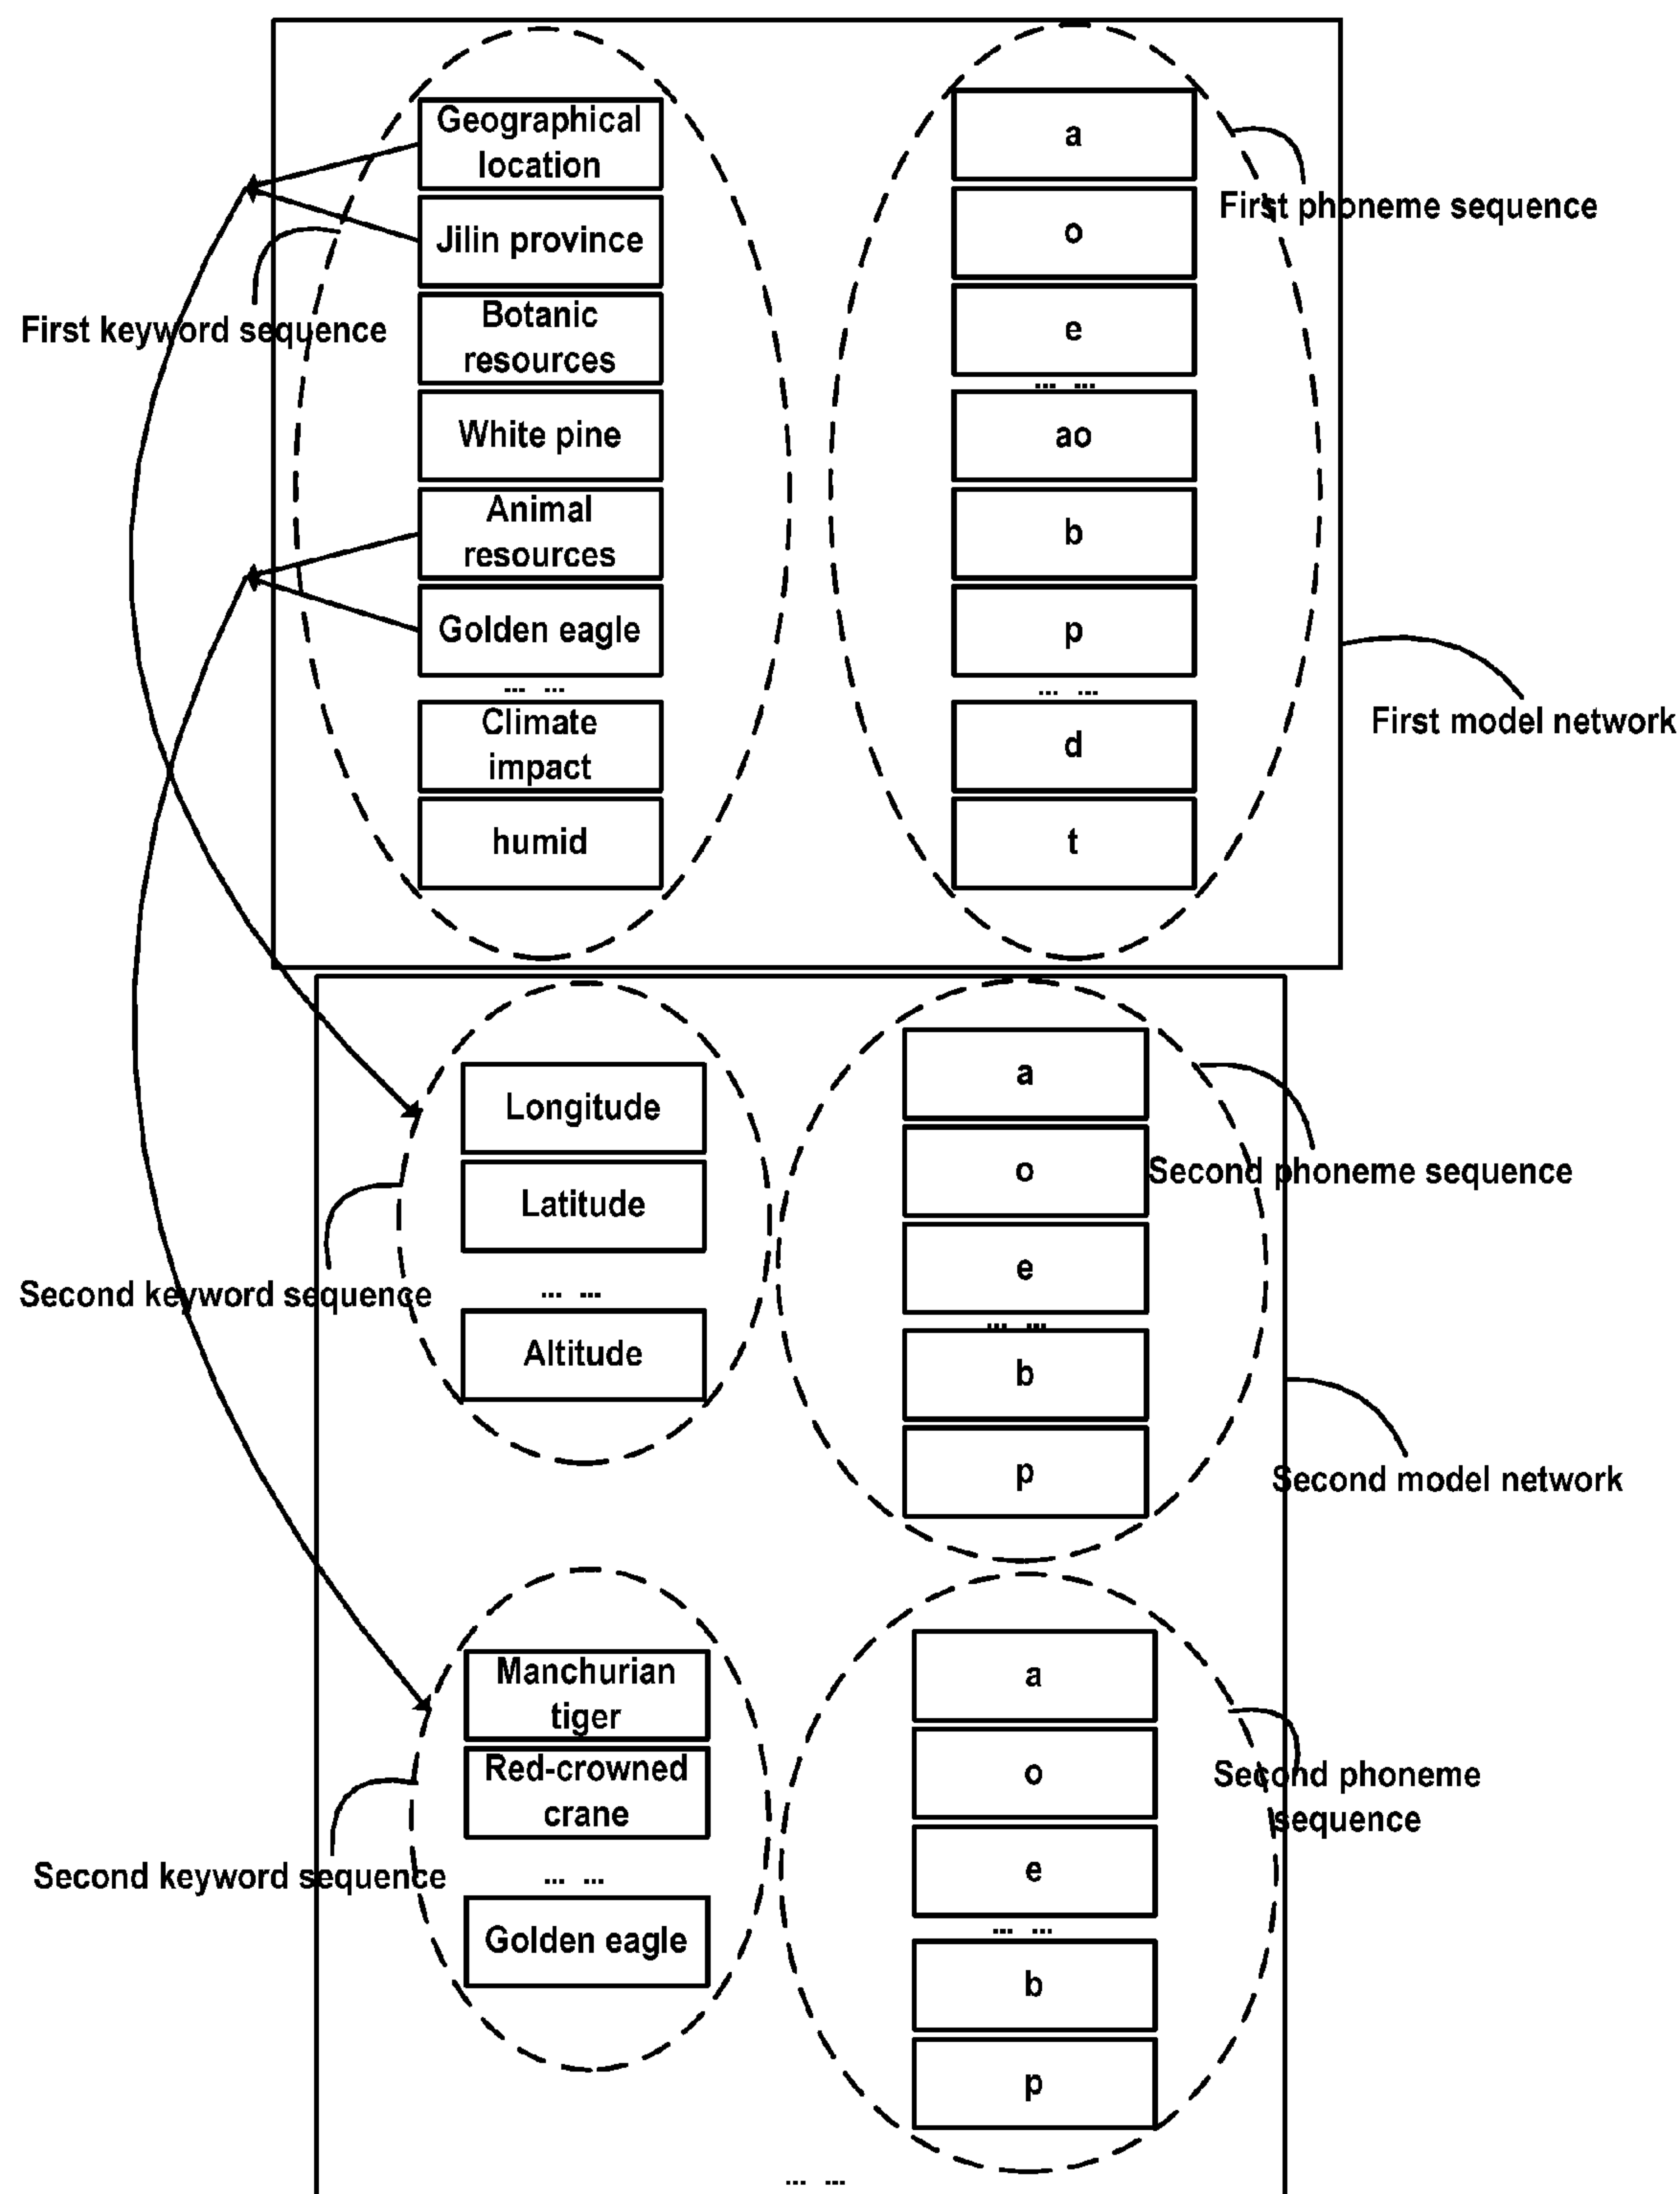 Geographical
location
Jilin province
Botanic
resources
White pine
Animal
resources
Golden eagle
... ...
Climate
impact
humid
First keyword sequence
a
o
e
... ...
ao
b
p
... ...
d
t
First phoneme sequence
First model network
Longitude
Latitude
... ...
Altitude
Second keyword sequence
a
o
e
... ...
b
p
Second phoneme sequence
Second model network
Manchurian
tiger
Red-crowned
crane
... ...
Golden eagle
Second keyword sequence
a
o
e
... ...
b
p
Second phoneme
sequence
... ...